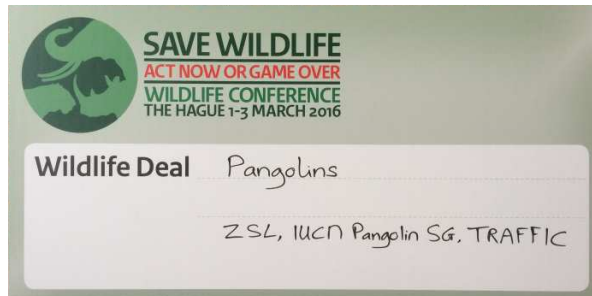 SAVE WILDLIFE
ACT NOW OR GAME OVER
WILDLIFE CONFERENCE
THE HAGUE 1-3 MARCH 2016
Wildlife Deal Pangolins
ZSL, IUCN Pangolin SG, TRAFFIC